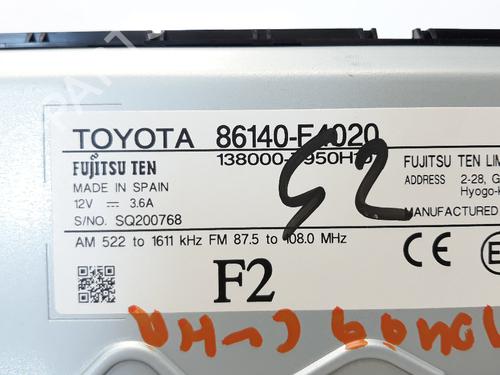 TOYOTA 86140-F4020
138000-
FUJITSU TEN
FUJITSU TEN LIM
MADE IN SPAIN
ADDRESS 2-28, G
Hyogo-k
12V 3.6A
S/NO. SQ200768
MANUFACTURED
AM 522 to 1611 kHz FM 87.5 to 108.0 MHz
CE E
F2
52